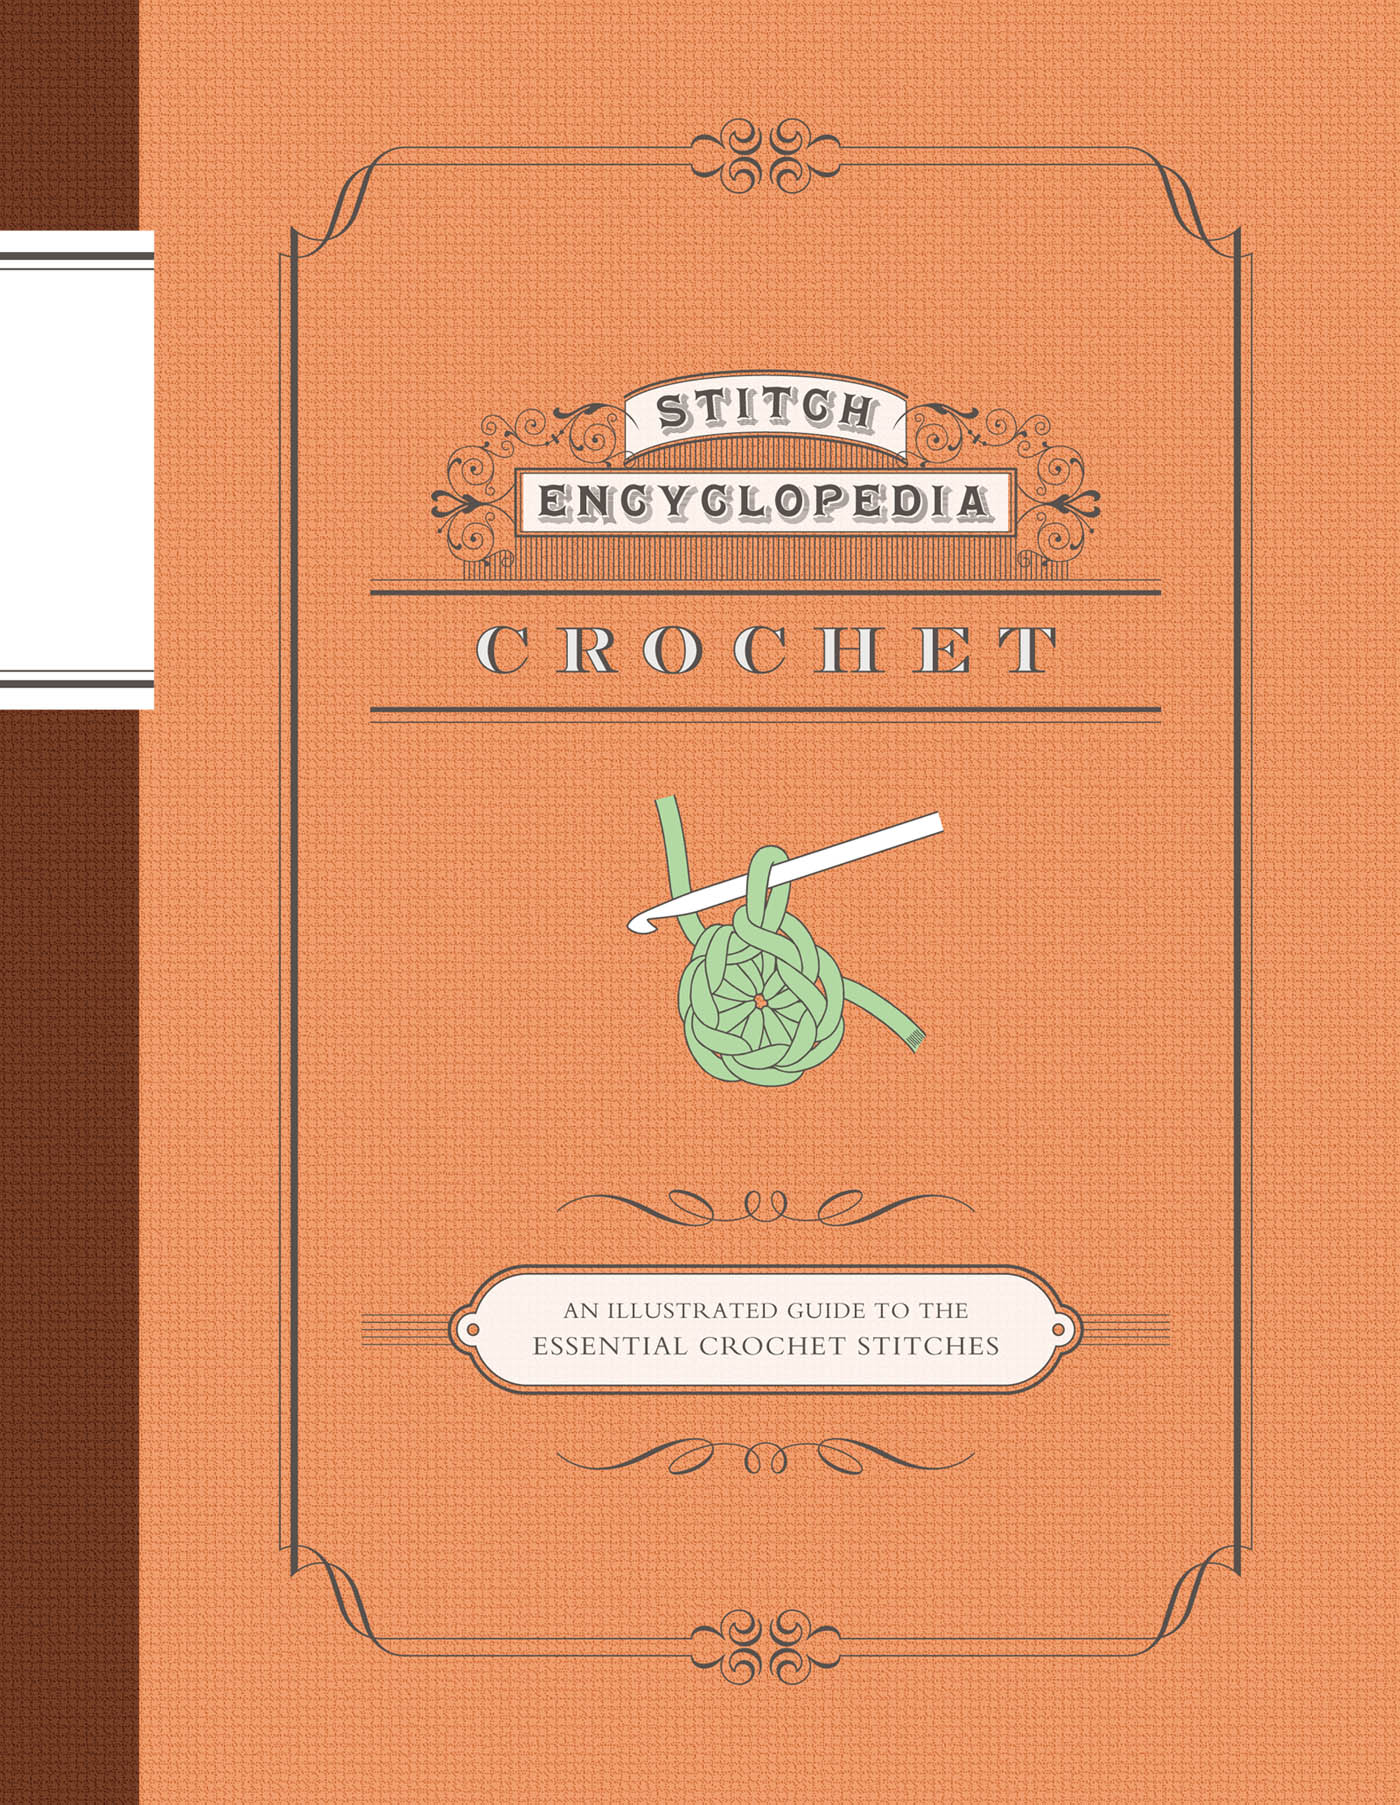 STITCH
ENCYCLOPEDIA
CROCHET
AN ILLUSTRATED GUIDE TO THE
ESSENTIAL CROCHET STITCHES